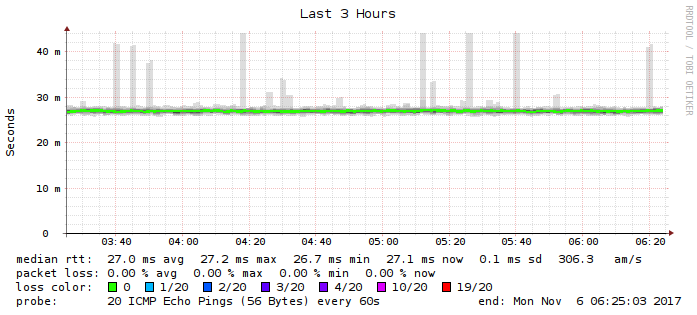 Last 3 Hours
RRDTOOL / TOBI OETIKER
Seconds
40 m
30 m
20 m
10 m
0
03:40 04:00 04:20 04:40 05:00 05:20 05:40 06:00 06:20
median rtt: 27.0 ms avg 27.2 ms max 26.7 ms min 27.1 ms now 0.1 ms sd 306.3 am/s
packet loss: 0.00 % avg 0.00 % max 0.00 % min 0.00 % now
loss color: 0 1/20 2/20 3/20 4/20 10/20 19/20
probe: 20 ICMP Echo Pings (56 Bytes) every 60s end: Mon Nov 6 06:25:03 2017